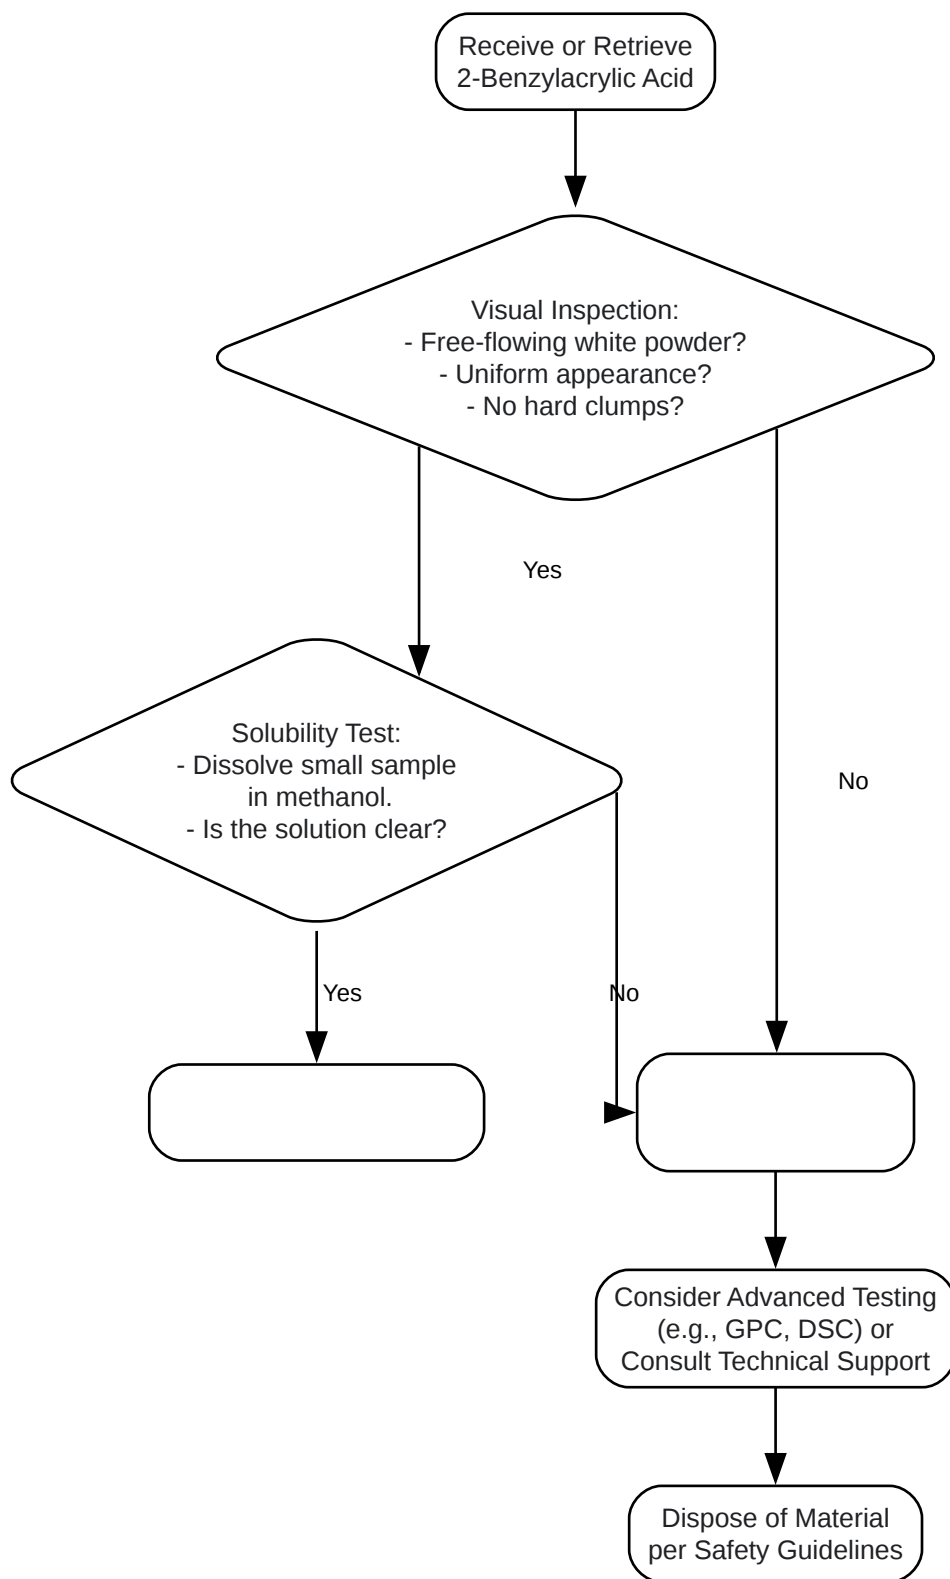 Receive or Retrieve
2-Benzylacrylic Acid
Visual Inspection:
- Free-flowing white powder?
- Uniform appearance?
- No hard clumps?
Yes
Solubility Test:
- Dissolve small sample
in methanol.
- Is the solution clear?
No
Yes
No
Consider Advanced Testing
(e.g., GPC, DSC) or
Consult Technical Support
Dispose of Material
per Safety Guidelines